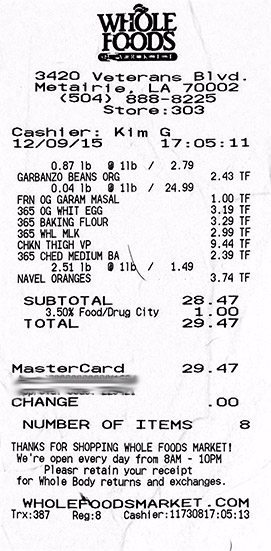 WHOLE
FOODS
MARKET
3420 Veterans Blvd.
Metairie, LA 70002
(504) 888-8225
Store:303
Cashier: Kim G
12/09/15 17:05:11
0.87 lb @ 1lb / 2.79
GARBANZO BEANS ORG 2.43 TF
0.04 lb @ 1lb / 24.99
FRN OG GARAM MASAL 1.00 TF
365 OG WHIT EGG 3.19 TF
365 BAKING FLOUR 3.29 TF
365 WHL MLK 2.99 TF
CHKN THIGH VP 9.44 TF
365 CHED MEDIUM BA 2.39 TF
2.51 lb @ 1lb / 1.49
NAVEL ORANGES 3.74 TF
SUBTOTAL 28.47
3.50% Food/Drug City 1.00
TOTAL 29.47
MasterCard 29.47
CHANGE .00
NUMBER OF ITEMS 8
THANKS FOR SHOPPING WHOLE FOODS MARKET!
We're open every day from 8AM - 10PM
Pleasr retain your receipt
for Whole Body returns and exchanges.
WHOLEFOODSMARKET.COM
Trx:387 Reg:8 Cashier:11730817:05:13